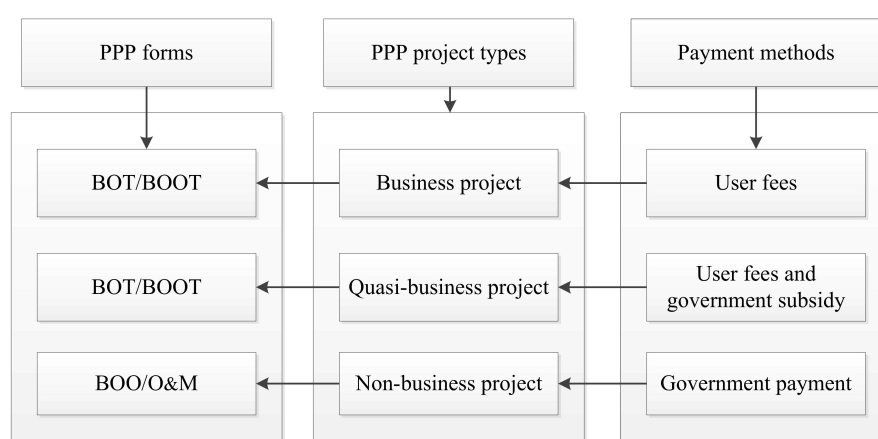 PPP forms
PPP project types
Payment methods
BOT/BOOT
Business project
User fees
BOT/BOOT
Quasi-business project
User fees and
government subsidy
BOO/O&M
Non-business project
Government payment